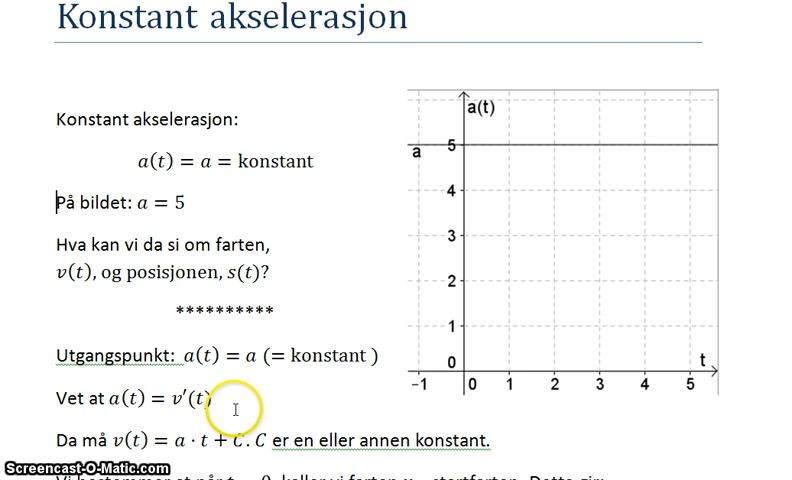 Konstant akselerasjon
Konstant akselerasjon:
a(t) = a = konstant
På bildet: a = 5
Hva kan vi da si om farten,
v(t), og posisjonen, s(t)?
**********
Utgangspunkt: a(t) = a (= konstant )
Vet at a(t) = v′(t)
Da må v(t) = a · t + C. C er en eller annen konstant.
a(t)
a
5
4
3
2
1
0
t
−1 0 1 2 3 4 5
Screencast-O-Matic.com